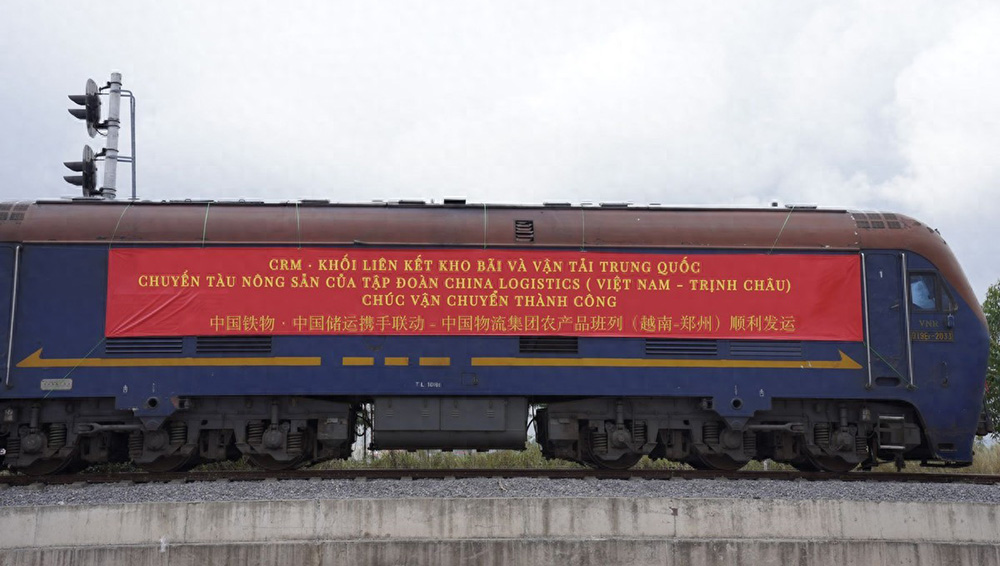 CRM · KHỐI LIÊN KẾT KHO BÃI VÀ VẬN TẢI TRUNG QUỐC
CHUYẾN TÀU NÔNG SẢN CỦA TẬP ĐOÀN CHINA LOGISTICS ( VIỆT NAM - TRỊNH CHÂU)
CHÚC VẬN CHUYỂN THÀNH CÔNG
中国铁物 · 中国储运携手联动 - 中国物流集团农产品班列（越南-郑州）顺利发运
1
VNR